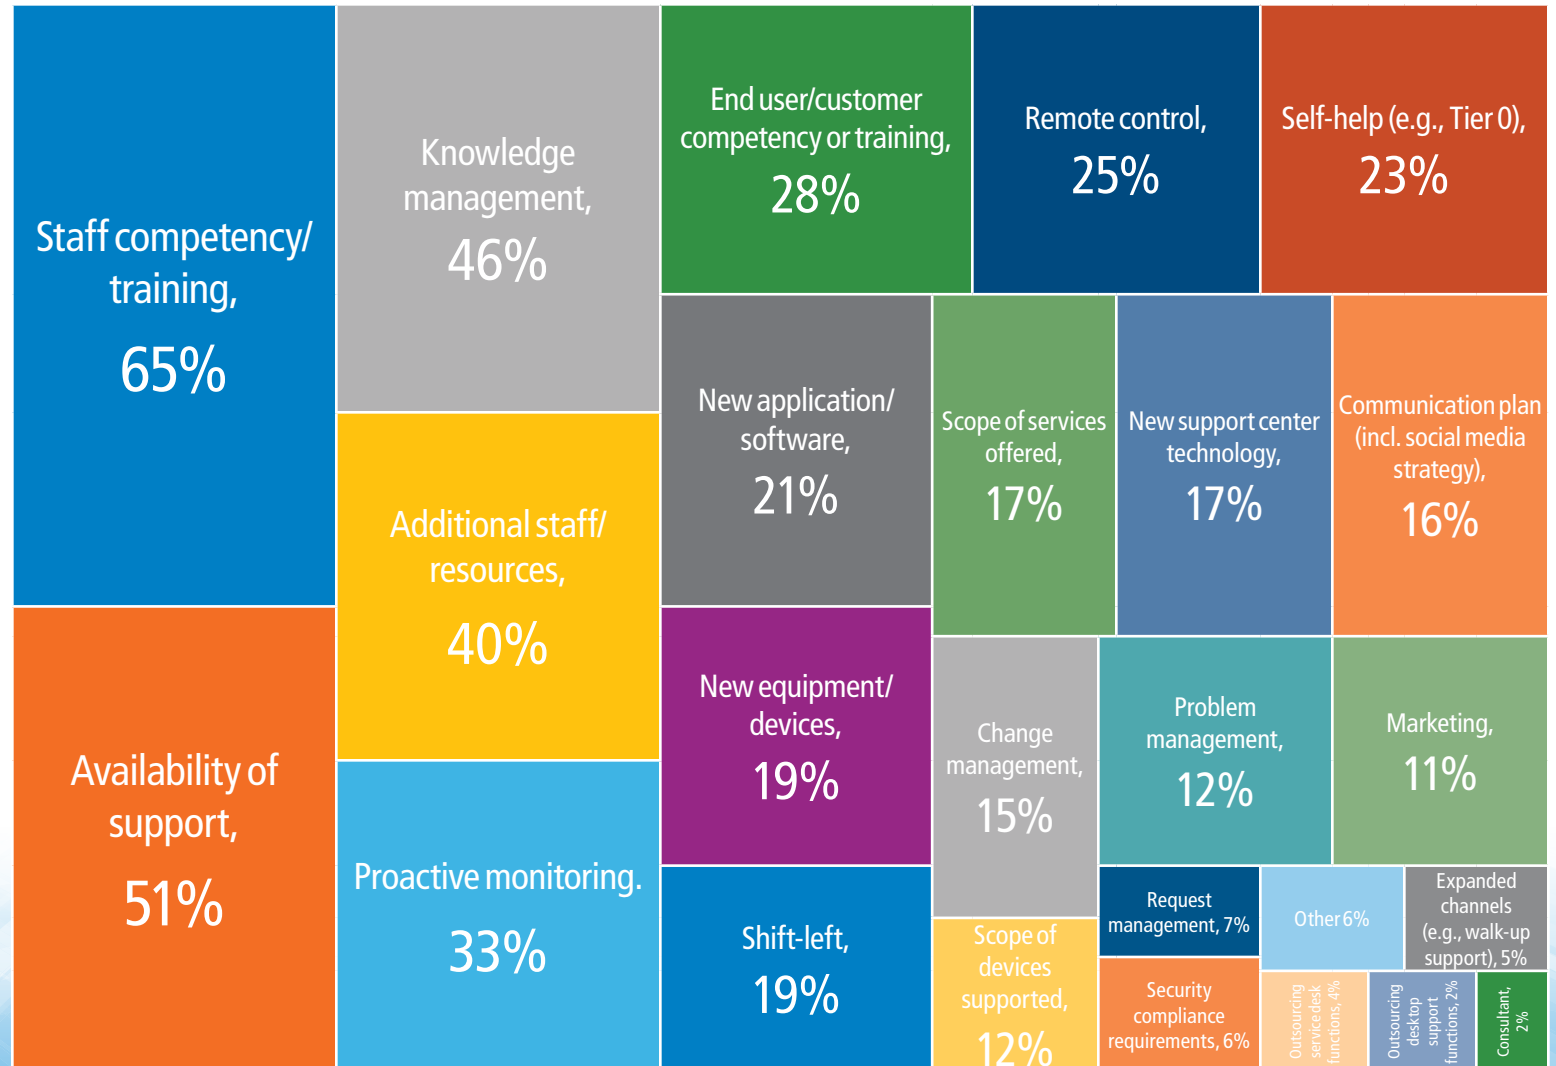 Staff competency/
training,
65%
Availability of
support,
51%
Knowledge
management,
46%
Additional staff/
resources,
40%
Proactive monitoring.
33%
End user/customer
competency or training,
28%
Remote control,
25%
Self-help (e.g., Tier 0),
23%
New application/
software,
21%
New equipment/
devices,
19%
Shift-left,
19%
Scope of services
offered,
17%
New support center
technology,
17%
Communication plan
(incl. social media
strategy),
16%
Change
management,
15%
Scope of
devices
supported,
12%
Problem
management,
12%
Marketing,
11%
Request
management, 7%
Security
compliance
requirements, 6%
Other 6%
Expanded
channels
(e.g., walk-up
support), 5%
Outsourcing
service desk
functions, 4%
Outsourcing
desktop
support
functions, 2%
Consultant,
2%